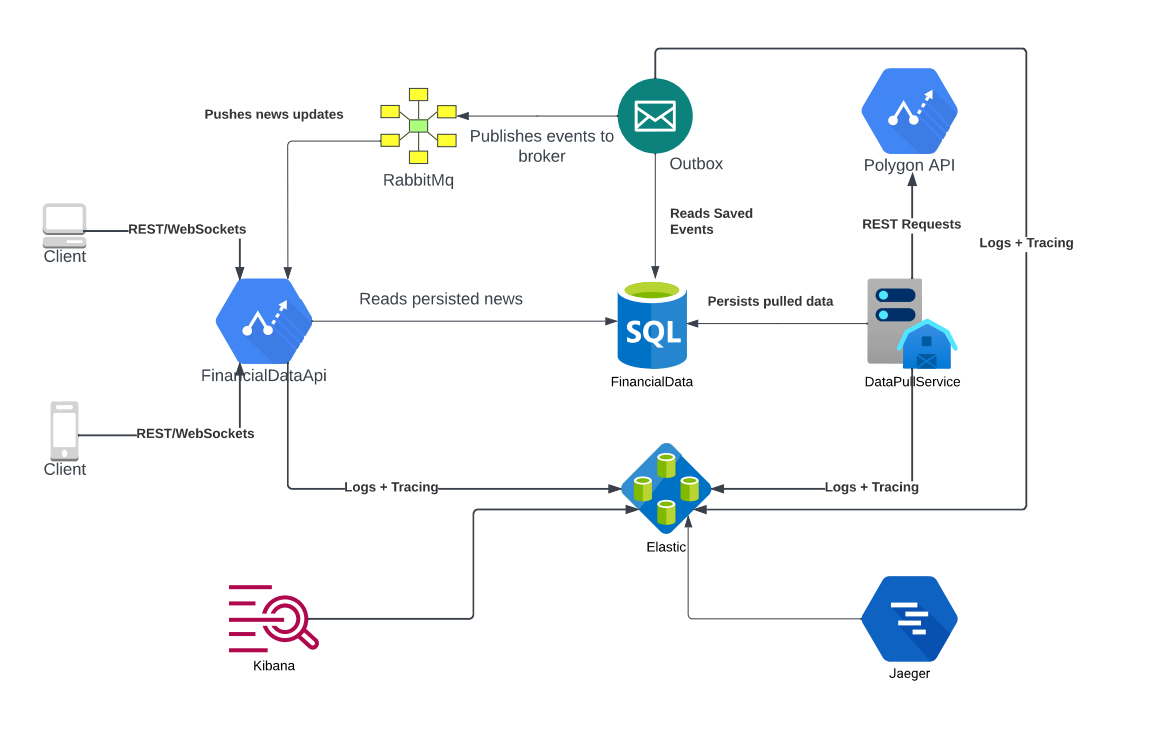 Pushes news updates
Publishes events to
broker
RabbitMq
Outbox
Polygon API
Reads Saved
Events
REST Requests
Logs + Tracing
REST/WebSockets
Client
Reads persisted news
Persists pulled data
SQL
FinancialDataApi
FinancialData
DataPullService
REST/WebSockets
Client
Logs + Tracing
Logs + Tracing
Elastic
Kibana
Jaeger